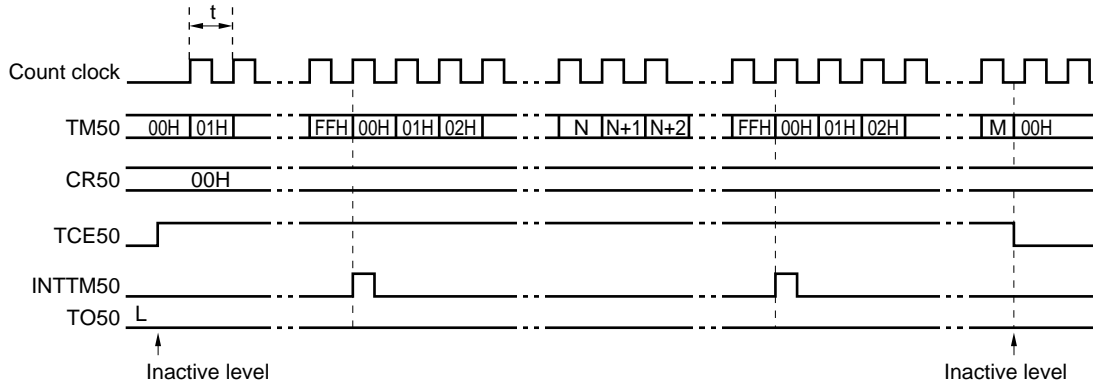 t
Count clock
TM50 00H 01H FFH 00H 01H 02H N N+1 N+2 FFH 00H 01H 02H M 00H
CR50 00H
TCE50
INTTM50
TO50 L
Inactive level Inactive level